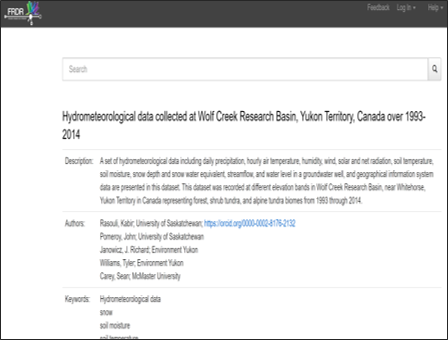 FRDR
Feedback Log In Help
Search
Hydrometeorological data collected at Wolf Creek Research Basin, Yukon Territory, Canada over 1993-
2014
Description: A set of hydrometeorological data including daily precipitation, hourly air temperature, humidity, wind, solar and net radiation, soil temperature,
soil moisture, snow depth and snow water equivalent, streamflow, and water level in a groundwater well, and geographical information system
data are presented in this dataset. This dataset was recorded at different elevation bands in Wolf Creek Research Basin, near Whitehorse,
Yukon Territory in Canada representing forest, shrub tundra, and alpine tundra biomes from 1993 through 2014.
Authors: Rasouli, Kabir; University of Saskatchewan; https://orcid.org/0000-0002-8176-2132
Pomeroy, John; University of Saskatchewan
Janowicz, J. Richard; Environment Yukon
Williams, Tyler; Environment Yukon
Carey, Sean; McMaster University
Keywords: Hydrometeorological data
snow
soil moisture
soil temperature